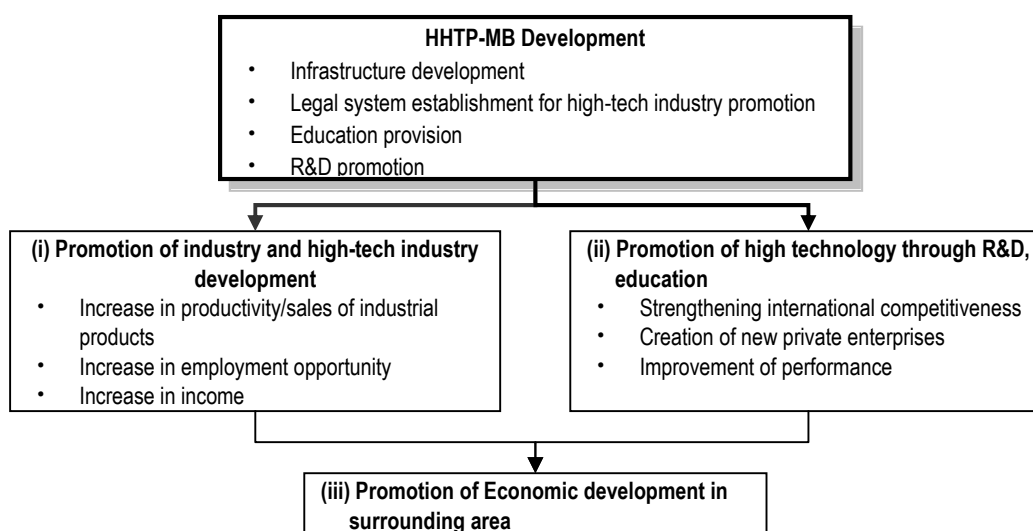 HHTP-MB Development
• Infrastructure development
• Legal system establishment for high-tech industry promotion
• Education provision
• R&D promotion
(i) Promotion of industry and high-tech industry
development
• Increase in productivity/sales of industrial
products
• Increase in employment opportunity
• Increase in income
(ii) Promotion of high technology through R&D,
education
• Strengthening international competitiveness
• Creation of new private enterprises
• Improvement of performance
(iii) Promotion of Economic development in
surrounding area